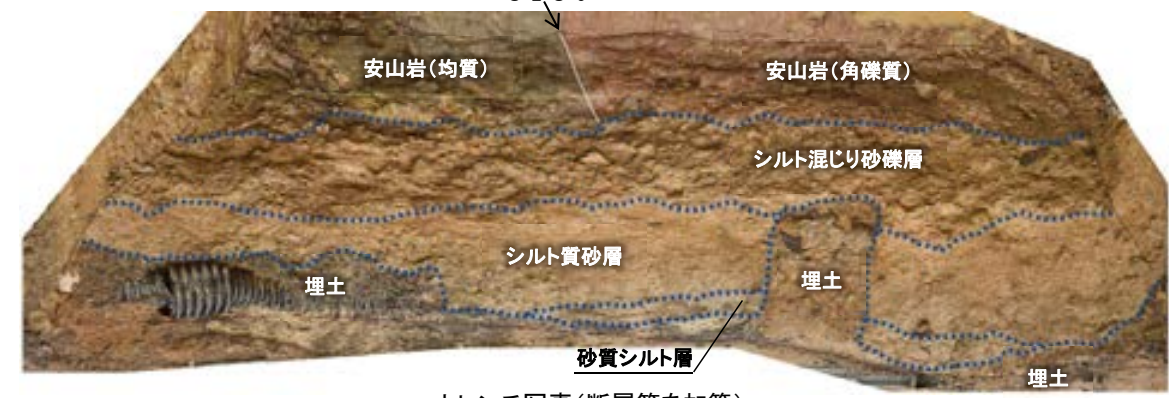 安山岩(均質)
安山岩(角礫質)
シルト混じり砂礫層
シルト質砂層
埋土
埋土
砂質シルト層
埋土